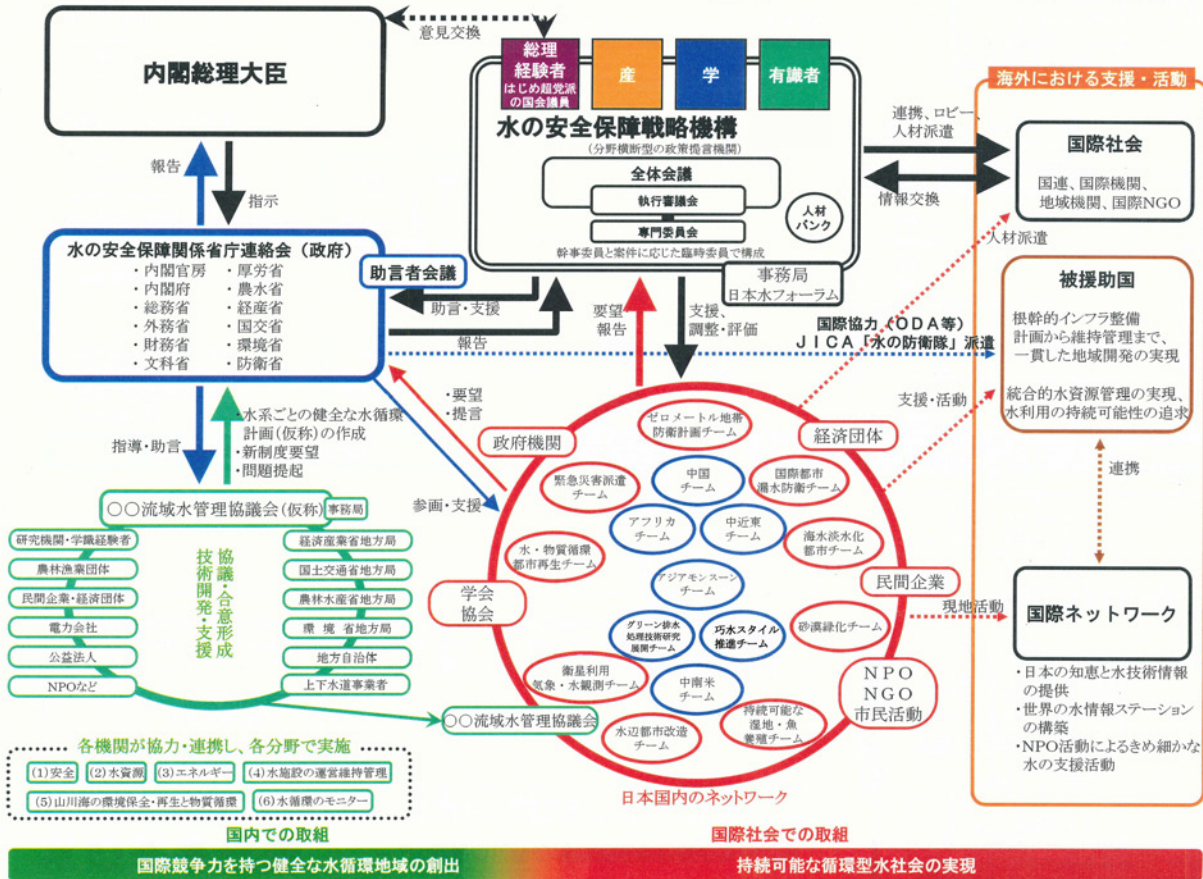 意見交換
内閣総理大臣
総理
経験者
はじめ超党派
の国会議員
産
学
有識者
水の安全保障戦略機構
(分野横断型の政策提言機関)
全体会議
執行審議会
専門委員会
人材
バンク
幹事委員と案件に応じた臨時委員で構成
事務局
日本水フォーラム
連携、ロビー、
人材派遣
情報交換
海外における支援・活動
国際社会
国連、国際機関、
地域機関、国際NGO
人材派遣
被援助国
根幹的インフラ整備
計画から維持管理まで、
一貫した地域開発の実現
統合的水資源管理の実現、
水利用の持続可能性の追求
連携
国際ネットワーク
・日本の知恵と水技術情報
の提供
・世界の水情報ステーション
の構築
・NPO活動によるきめ細かな
水の支援活動
報告
指示
水の安全保障関係省庁連絡会(政府)
・内閣官房 ・厚労省
・内閣府 ・農水省
・総務省 ・経産省
・外務省 ・国交省
・財務省 ・環境省
・文科省 ・防衛省
助言者会議
助言・支援
報告
要望
報告
支援、
調整・評価
国際協力(ODA等)
JICA「水の防衛隊」派遣
支援・活動
現地活動
指導・助言
・水系ごとの健全な水循環
計画(仮称)の作成
・新制度要望
・問題提起
・要望
・提言
参画・支援
○○流域水管理協議会(仮称)
事務局
研究機関・学識経験者
農林漁業団体
民間企業・経済団体
電力会社
公益法人
NPOなど
協議・合意形成
技術開発・支援
経済産業省地方局
国土交通省地方局
農林水産省地方局
環 境 省地方局
地方自治体
上下水道事業者
○○流域水管理協議会
政府機関
経済団体
学会
協会
民間企業
NPO
NGO
市民活動
ゼロメートル地帯
防衛計画チーム
緊急災害派遣
チーム
中国
チーム
国際都市
漏水防衛チーム
アフリカ
チーム
中近東
チーム
水・物質循環
都市再生チーム
海水淡水化
都市チーム
アジアモンスーン
チーム
グリーン排水
処理技術研究
展開チーム
巧水スタイル
推進チーム
砂漠緑化チーム
衛星利用
気象・水観測チーム
中南米
チーム
水辺都市改造
チーム
持続可能な
湿地・魚
養殖チーム
日本国内のネットワーク
各機関が協力・連携し、各分野で実施
(1)安全
(2)水資源
(3)エネルギー
(4)水施設の運営維持管理
(5)山川海の環境保全・再生と物質循環
(6)水循環のモニター
国内での取組
国際社会での取組
国際競争力を持つ健全な水循環地域の創出
持続可能な循環型水社会の実現